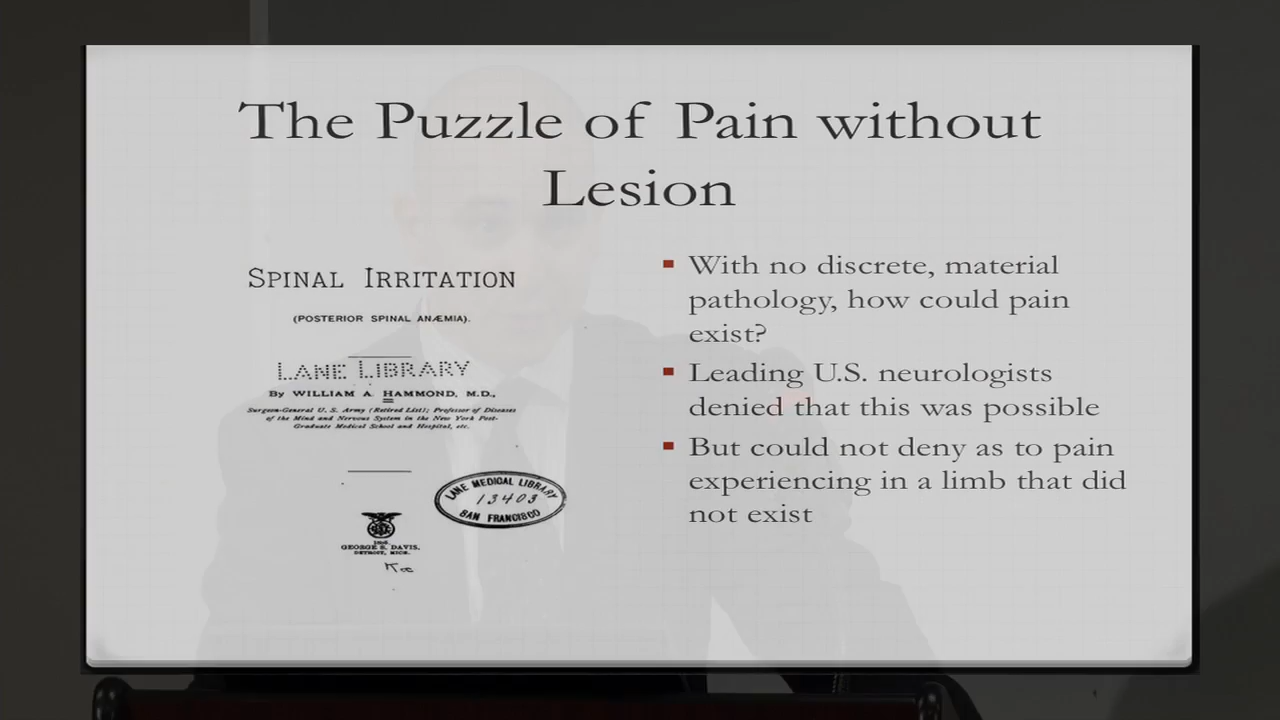 The Puzzle of Pain without
Lesion
SPINAL IRRITATION
(POSTERIOR SPINAL ANÆMIA).
LANE LIBRARY
By WILLIAM A. HAMMOND, M.D.,
Surgeon-General U. S. Army (Retired List); Professor of Diseases
of the Mind and Nervous System in the New York Post-
Graduate Medical School and Hospital, etc.
LANE MEDICAL LIBRARY
13403
SAN FRANCISCO
GEORGE S. DAVIS,
DETROIT, MICH.
With no discrete, material
pathology, how could pain
exist?
Leading U.S. neurologists
denied that this was possible
But could not deny as to pain
experiencing in a limb that did
not exist